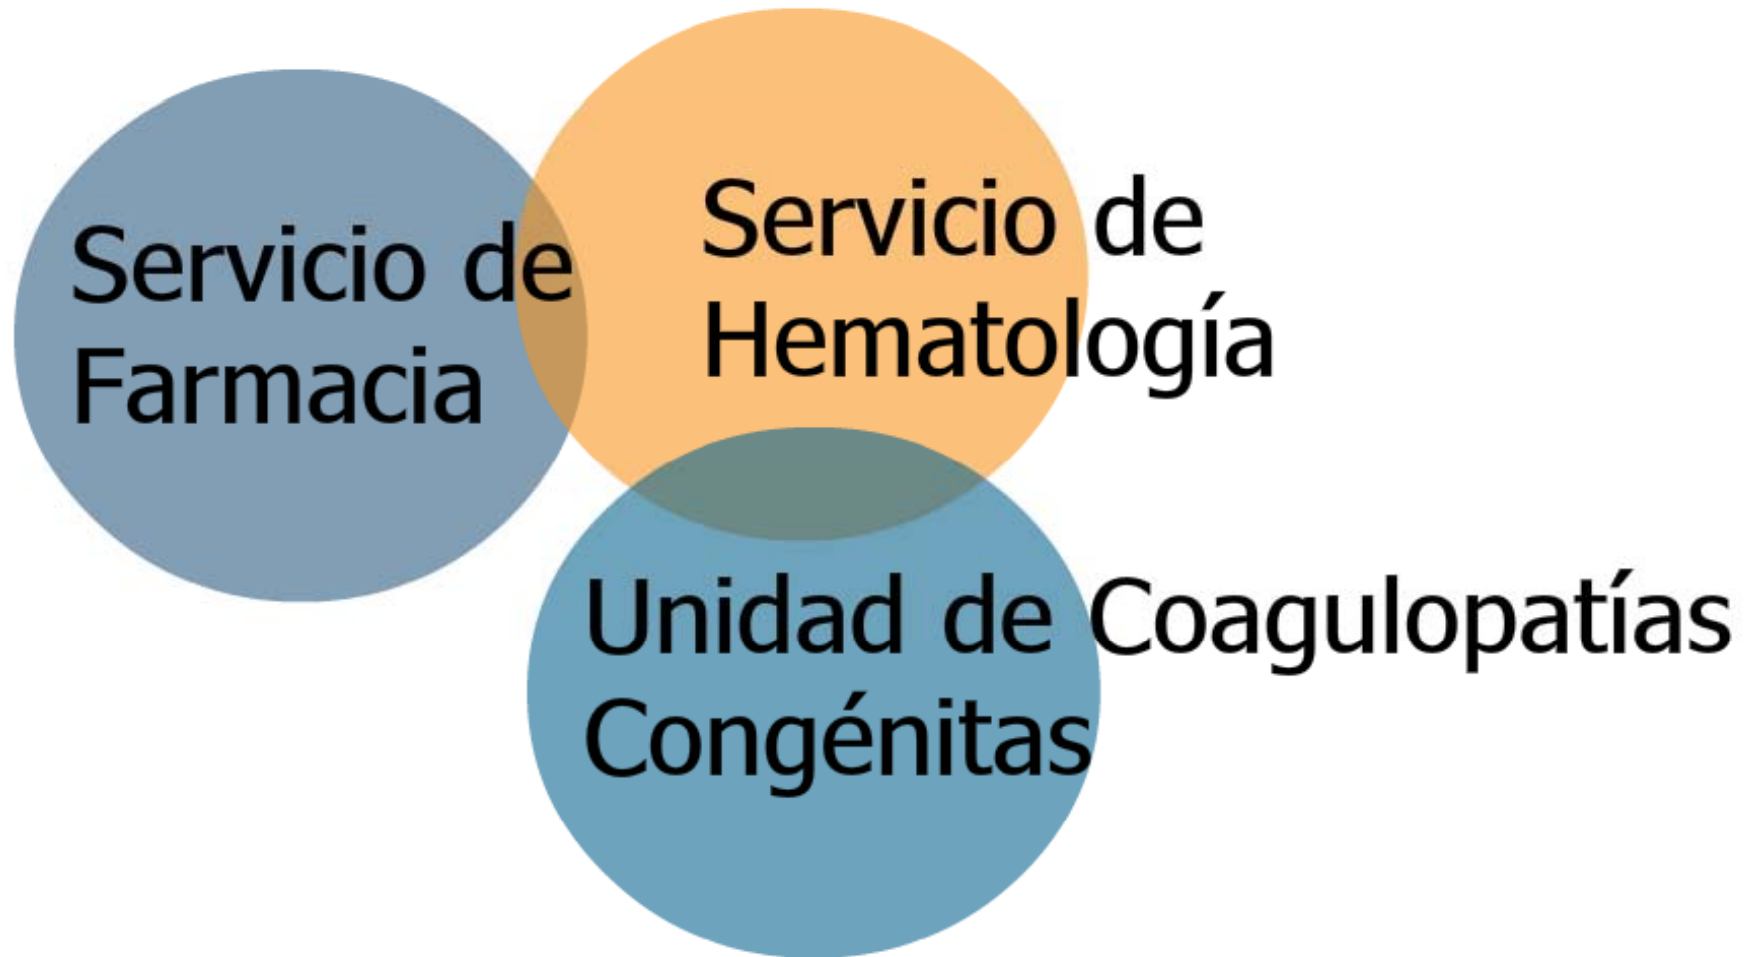 Servicio de
Farmacia
Servicio de
Hematología
Unidad de Coagulopatías
Congénitas